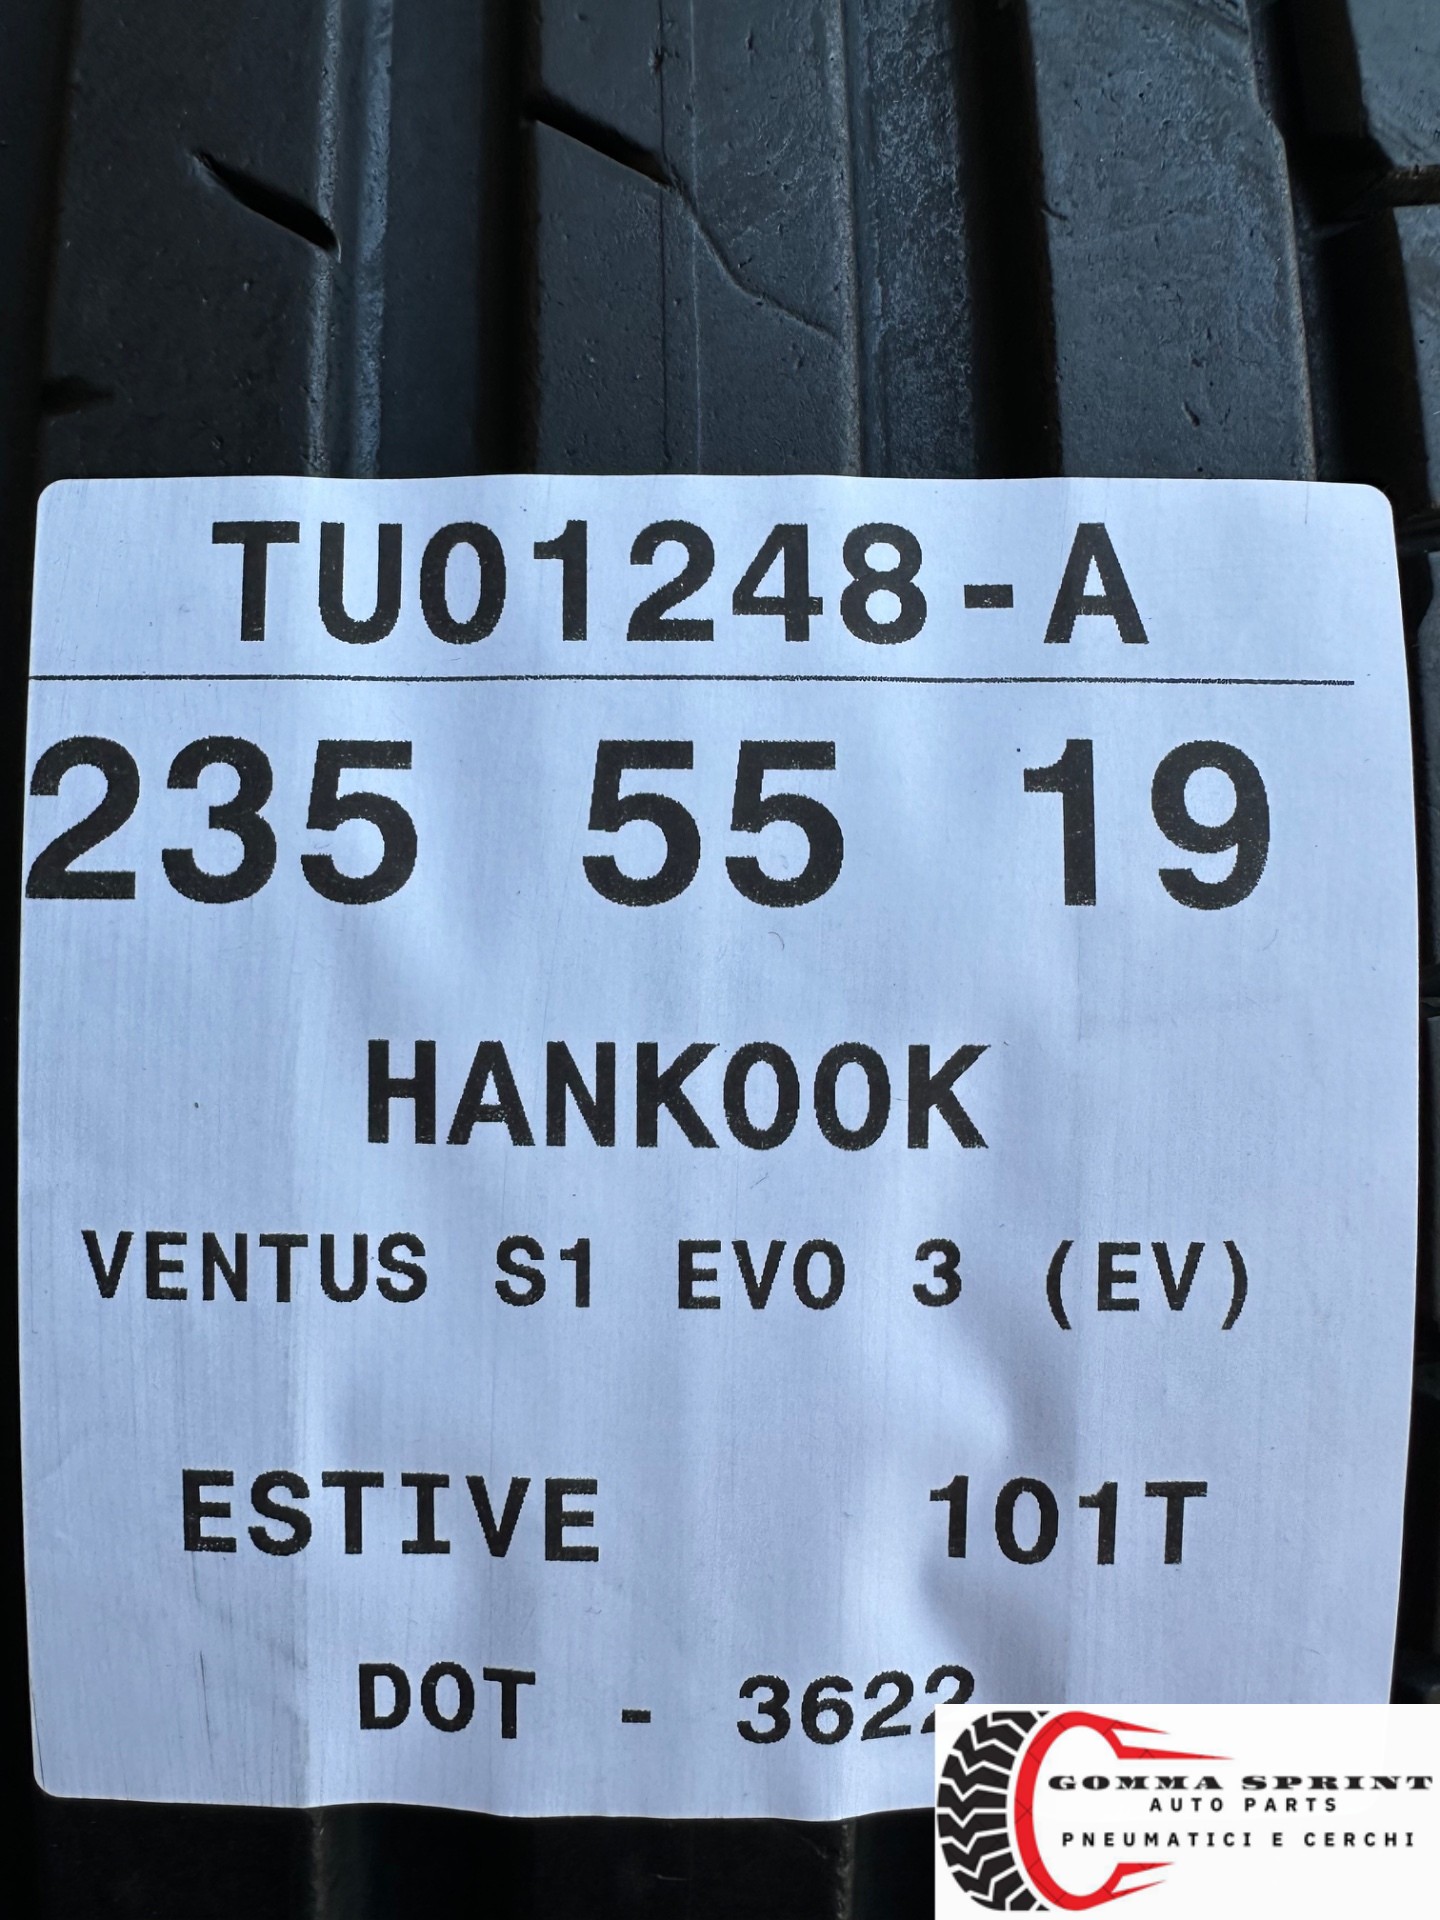 TU01248-A
235 55 19
HANKOOK
VENTUS S1 EVO 3 (EV)
ESTIVE 101T
DOT - 3622
GOMMA SPRINT
AUTO PARTS
PNEUMATICI E CERCHI